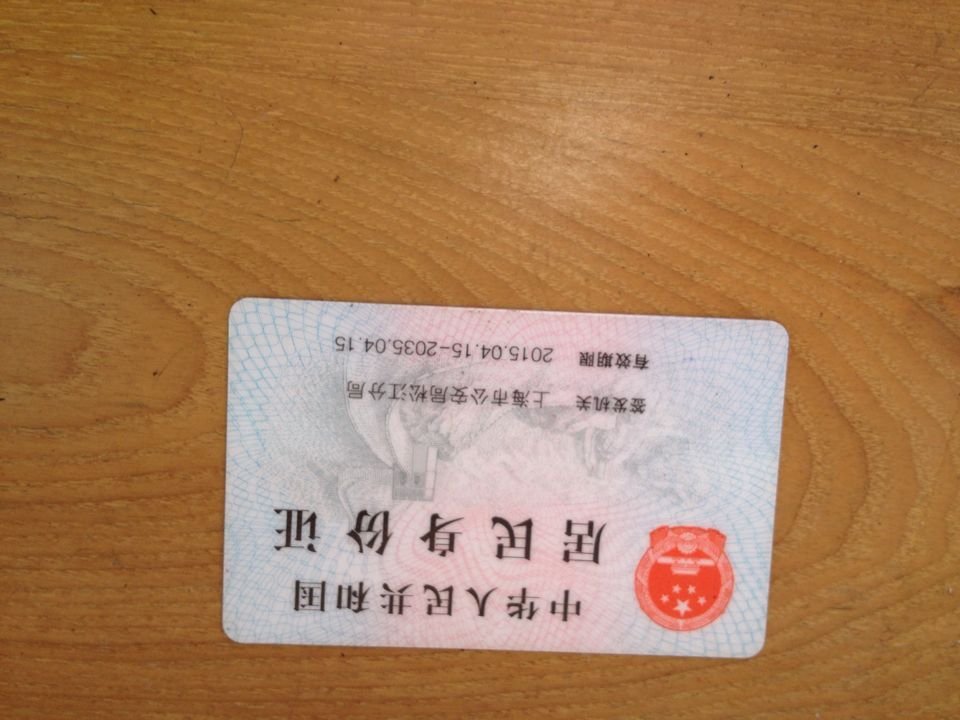 中华人民共和国
居民身份证
签发机关 上海市公安局松江分局
有效期限 2015.04.15-2035.04.15